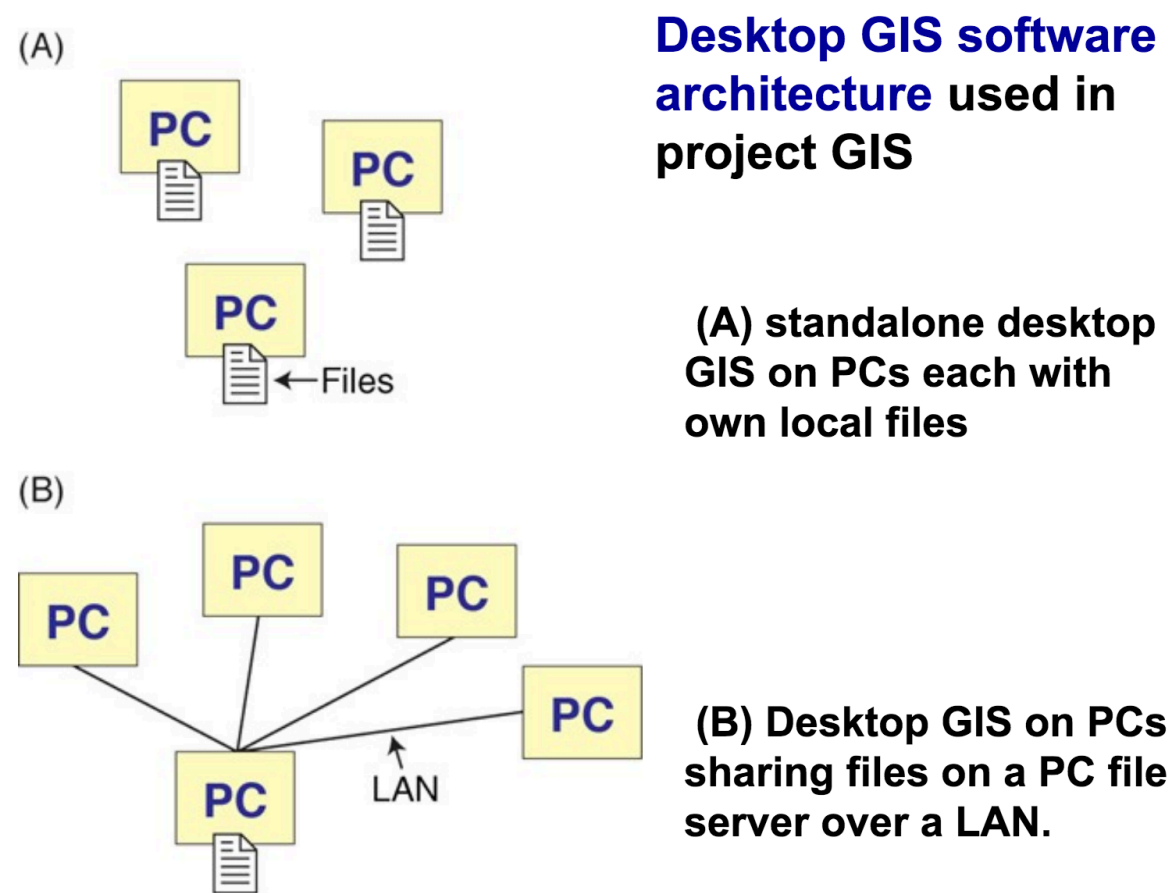 (A)
Desktop GIS software
architecture used in
project GIS
PC
PC
PC
Files
(A) standalone desktop
GIS on PCs each with
own local files
(B)
PC
PC
PC
PC
LAN
PC
(B) Desktop GIS on PCs
sharing files on a PC file
server over a LAN.